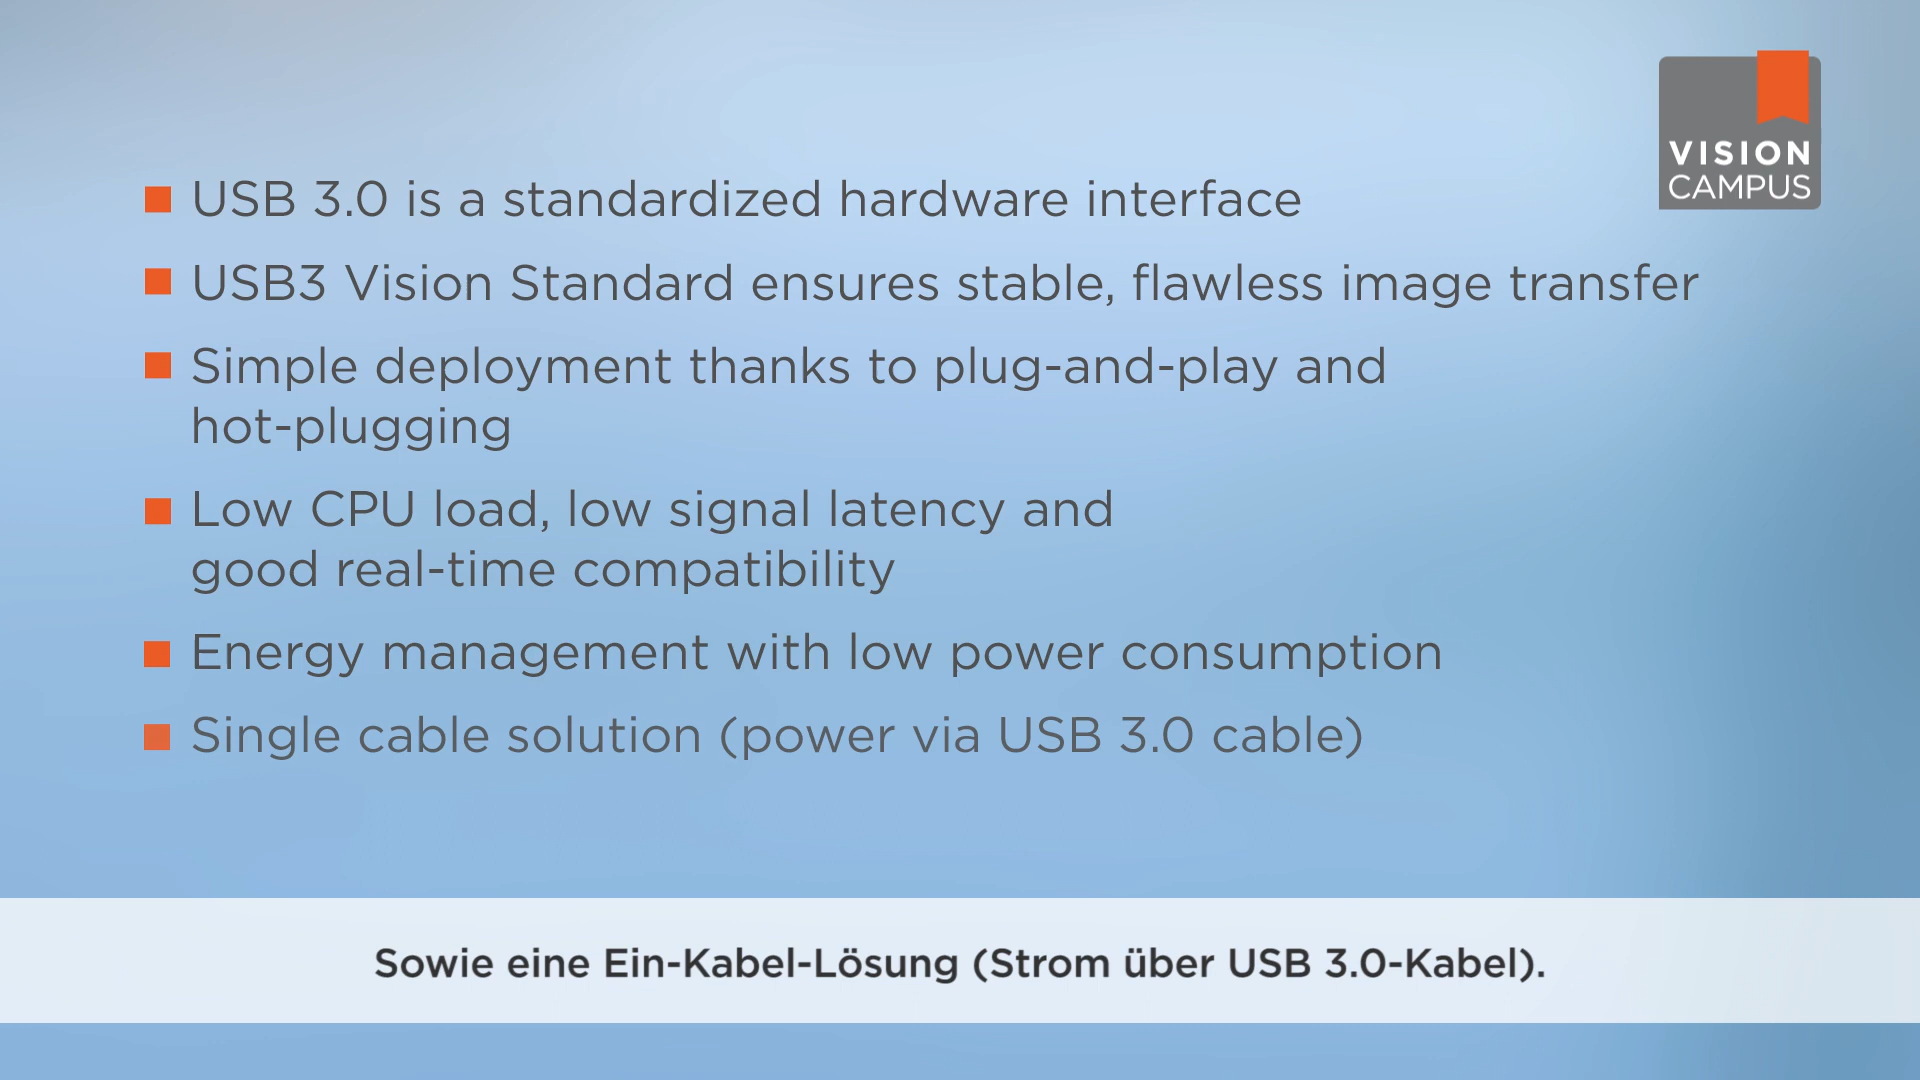 VISION
CAMPUS
USB 3.0 is a standardized hardware interface
USB3 Vision Standard ensures stable, flawless image transfer
Simple deployment thanks to plug-and-play and
hot-plugging
Low CPU load, low signal latency and
good real-time compatibility
Energy management with low power consumption
Single cable solution (power via USB 3.0 cable)
Sowie eine Ein-Kabel-Lösung (Strom über USB 3.0-Kabel).